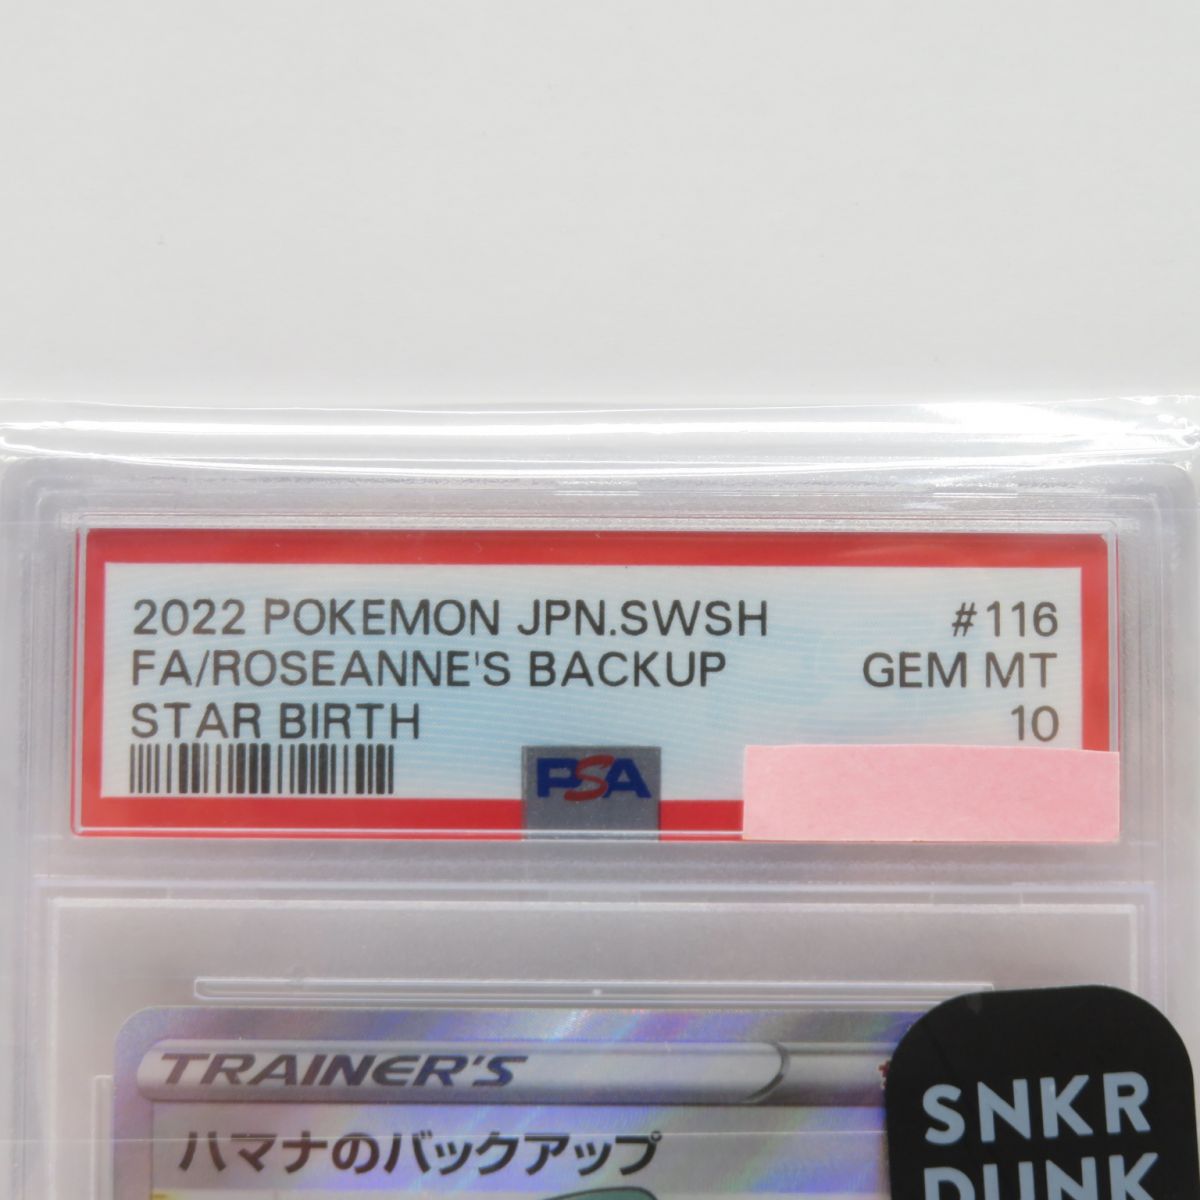 2022 POKEMON JPN.SWSH #116
FA/ROSEANNE'S BACKUP GEM MT
STAR BIRTH 10
PSA
TRAINER'S
ハマナのバックアップ
SNKR
DUNK